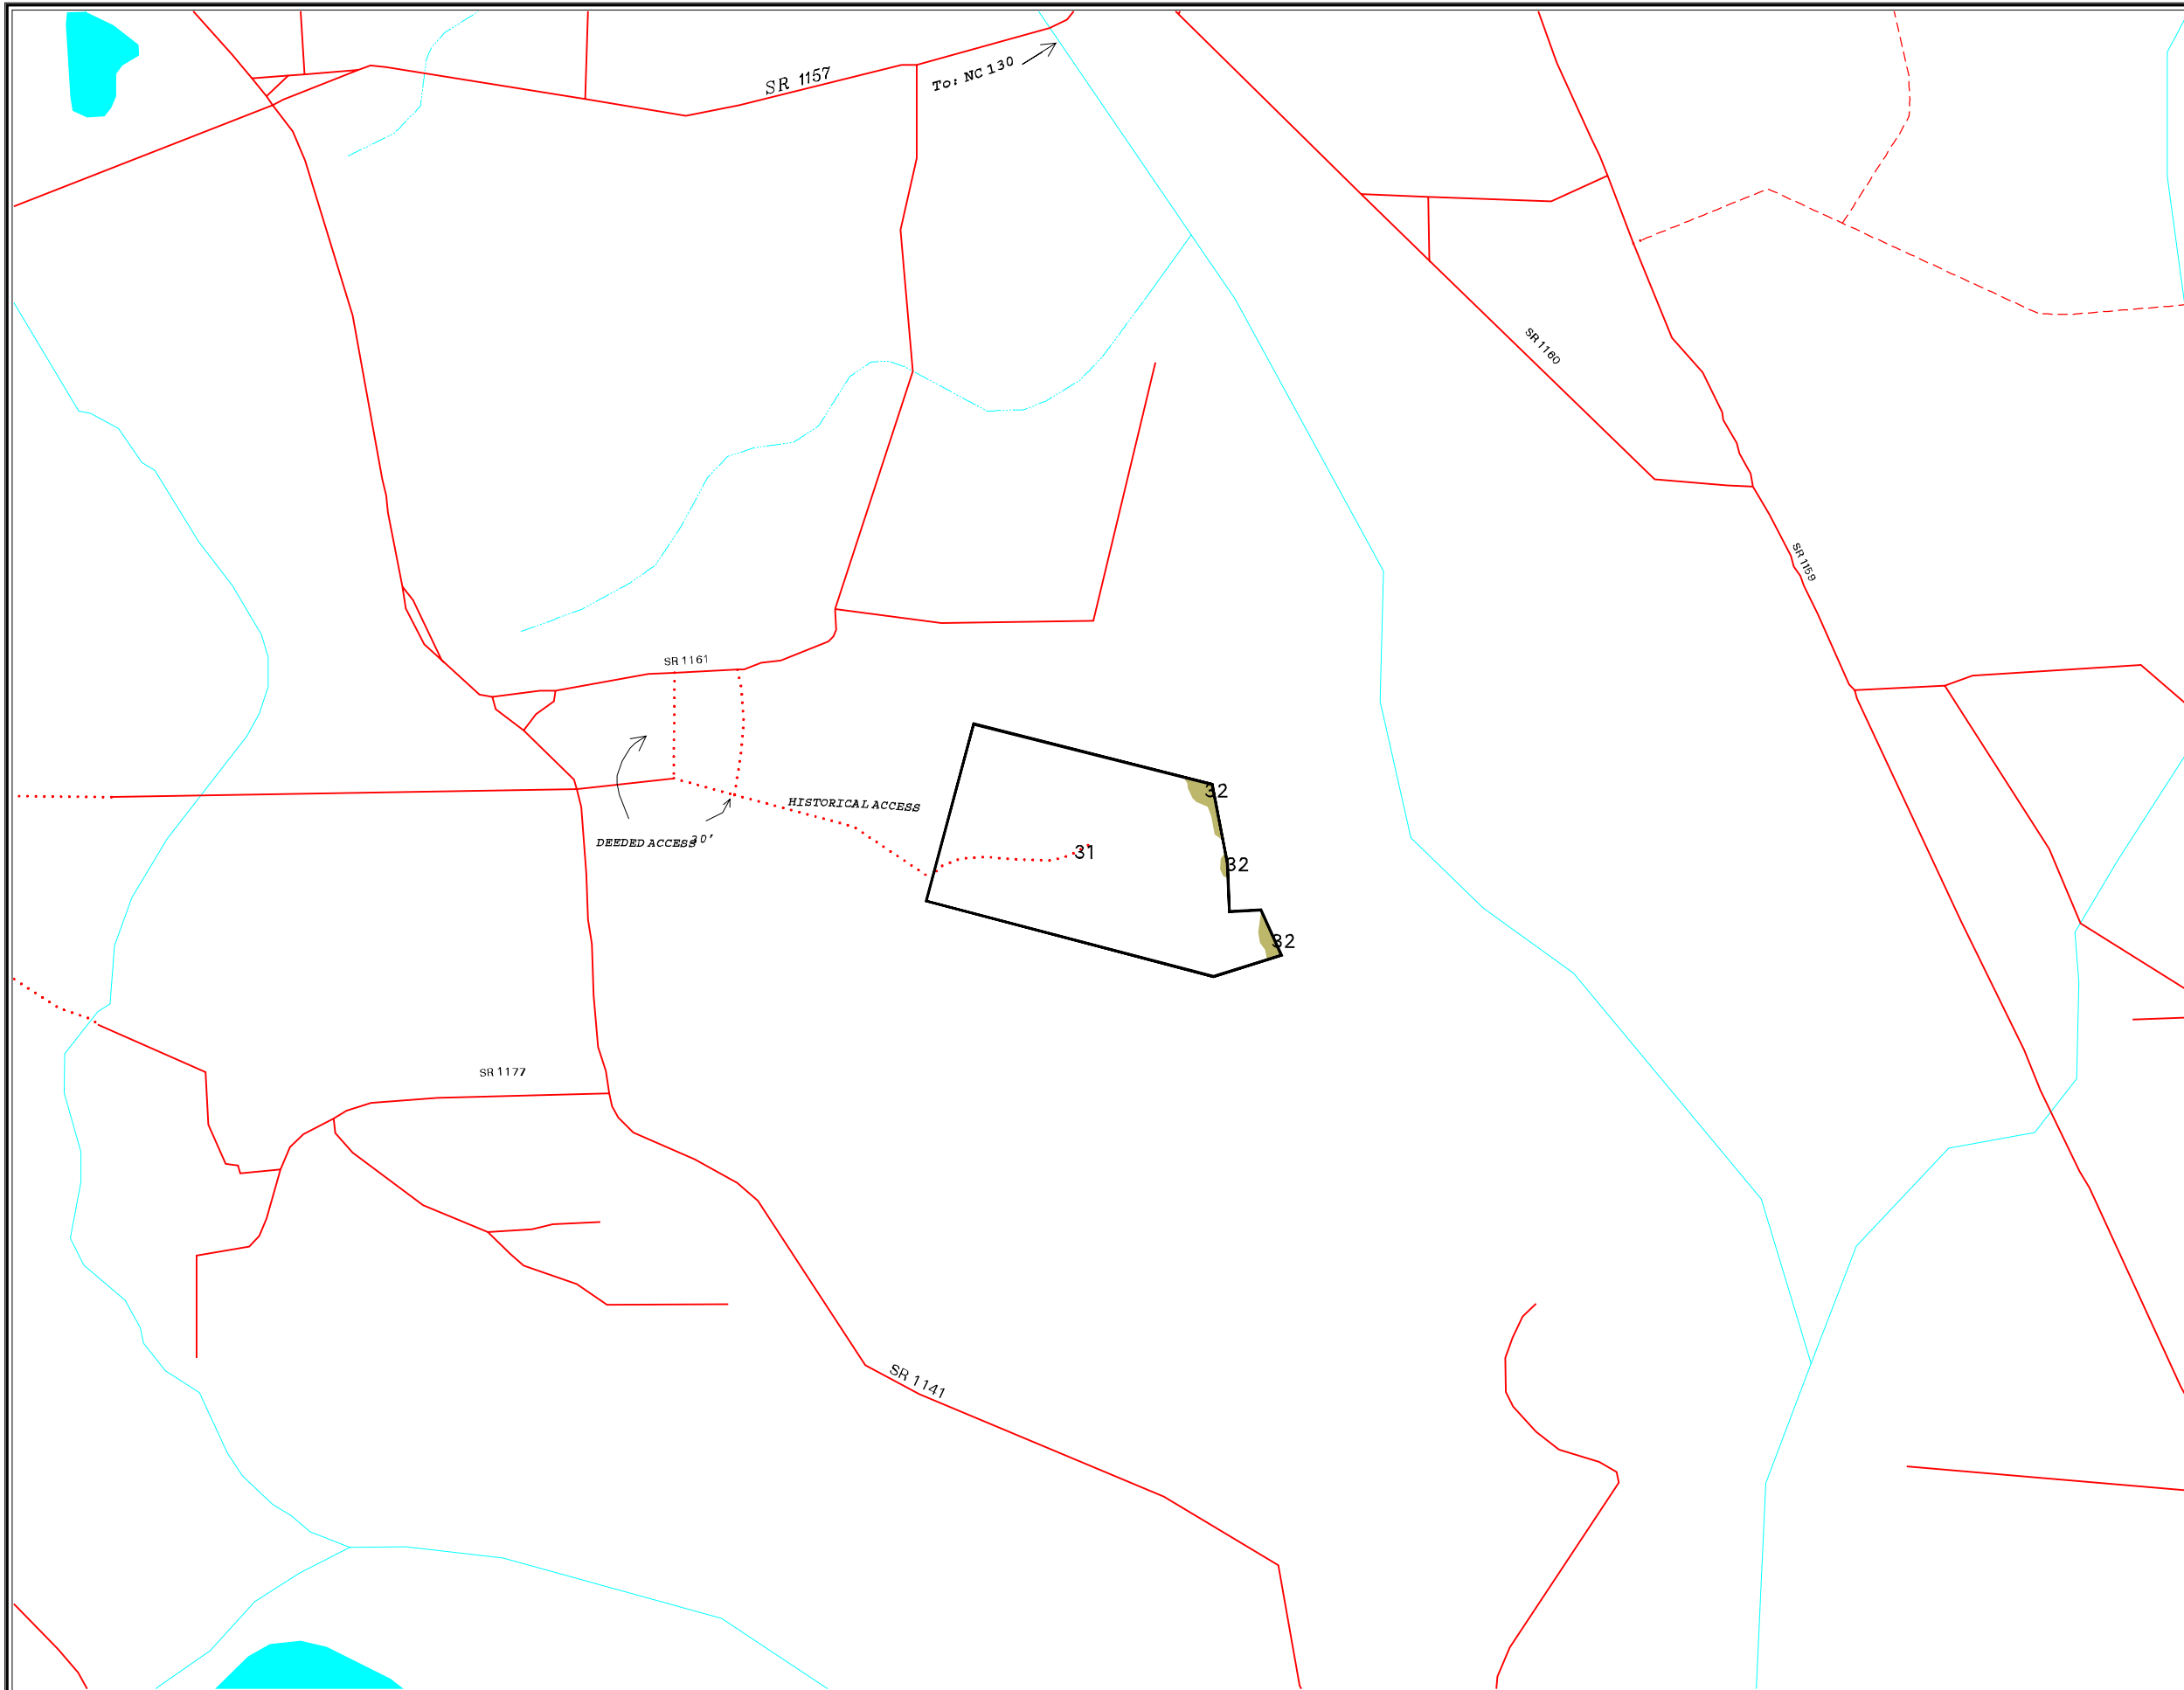 To: NC 130
SR 1157
SR 1160
SR 1159
SR 1161
32
HISTORICAL ACCESS
DEEDED ACCESS 30'
31
32
32
SR 1177
SR 1141